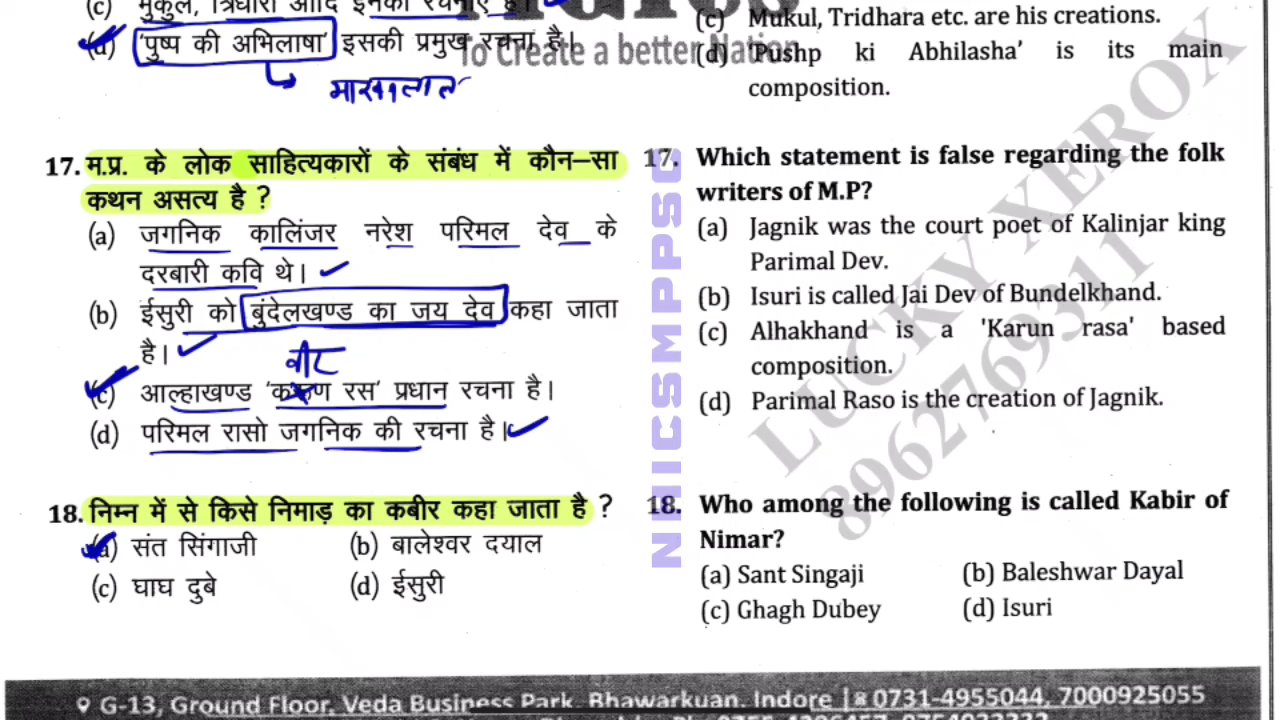 (c) मुकुल, त्रिधारा आदि इनकी रचनाएं हैं।
(d) 'पुष्प की अभिलाषा' इसकी प्रमुख रचना है।
माखनलाल
To Create a better Nation
(c) Mukul, Tridhara etc. are his creations.
(d) 'Pushp ki Abhilasha' is its main
composition.
17. म.प्र. के लोक साहित्यकारों के संबंध में कौन–सा
कथन असत्य है ?
(a) जगनिक कालिंजर नरेश परिमल देव के
दरबारी कवि थे।
(b) ईसुरी को बुंदेलखण्ड का जय देव कहा जाता
है।
वीर
(c) आल्हाखण्ड 'करुण रस' प्रधान रचना है।
(d) परिमल रासो जगनिक की रचना है।
18. निम्न में से किसे निमाड़ का कबीर कहा जाता है ?
(a) संत सिंगाजी (b) बालेश्वर दयाल
(c) घाघ दुबे (d) ईसुरी
NHICSMPPSC
17. Which statement is false regarding the folk
writers of M.P?
(a) Jagnik was the court poet of Kalinjar king
Parimal Dev.
(b) Isuri is called Jai Dev of Bundelkhand.
(c) Alhakhand is a 'Karun rasa' based
composition.
(d) Parimal Raso is the creation of Jagnik.
18. Who among the following is called Kabir of
Nimar?
(a) Sant Singaji (b) Baleshwar Dayal
(c) Ghagh Dubey (d) Isuri
LUCKY XEROX
8962769311
G-13, Ground Floor, Veda Business Park, Bhawarkuan, Indore | 0731-4955044, 7000925055